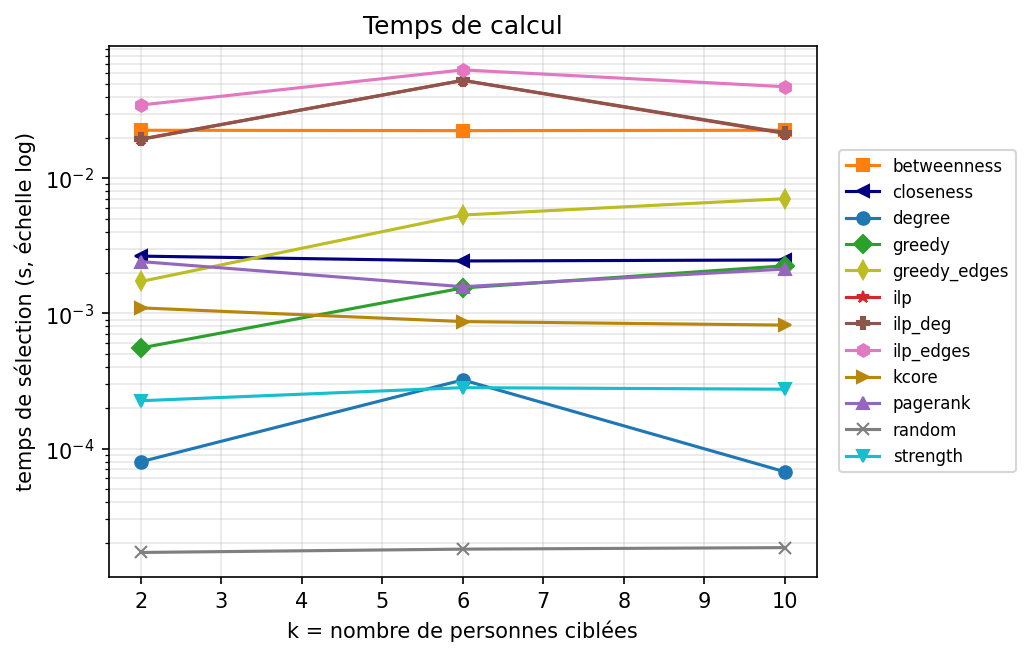 Temps de calcul
temps de sélection (s, échelle log)
10⁻²
10⁻³
10⁻⁴
2 3 4 5 6 7 8 9 10
k = nombre de personnes ciblées
betweenness
closeness
degree
greedy
greedy_edges
ilp
ilp_deg
ilp_edges
kcore
pagerank
random
strength